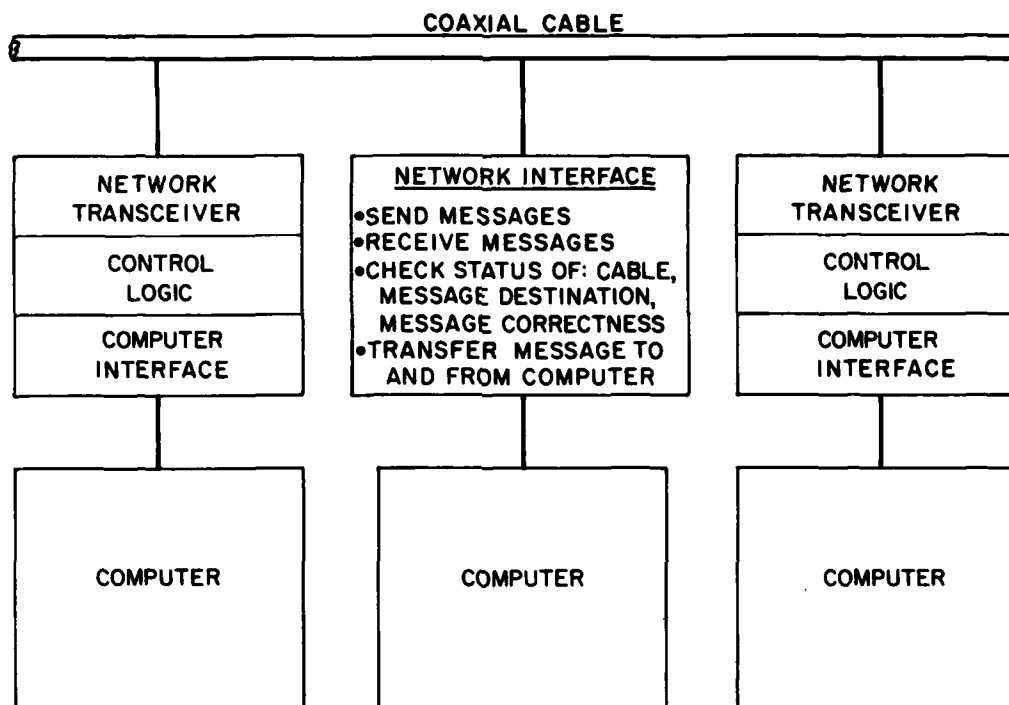 COAXIAL CABLE
NETWORK
TRANSCEIVER
CONTROL
LOGIC
COMPUTER
INTERFACE
NETWORK INTERFACE
•SEND MESSAGES
•RECEIVE MESSAGES
•CHECK STATUS OF: CABLE,
MESSAGE DESTINATION,
MESSAGE CORRECTNESS
•TRANSFER MESSAGE TO
AND FROM COMPUTER
NETWORK
TRANSCEIVER
CONTROL
LOGIC
COMPUTER
INTERFACE
COMPUTER
COMPUTER
COMPUTER